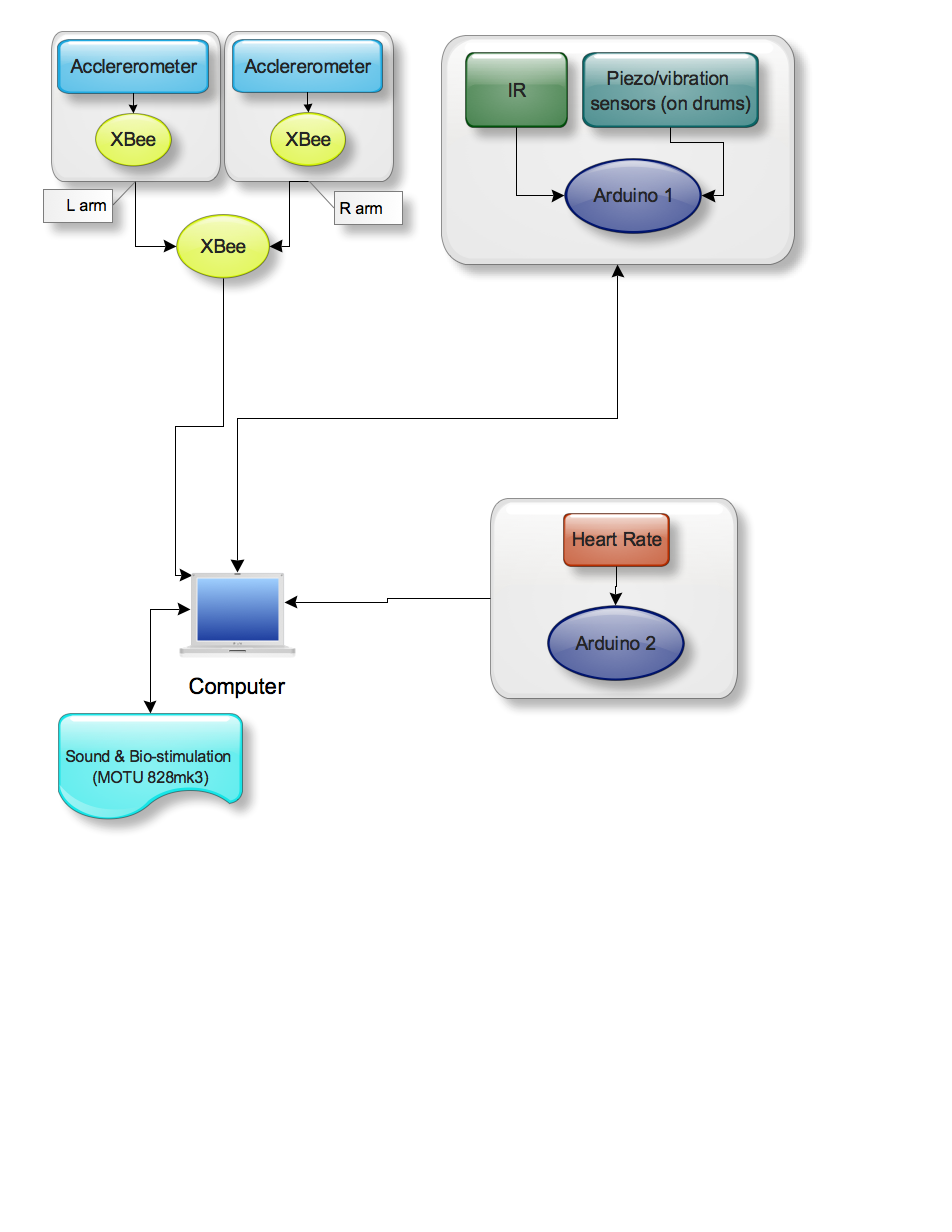 Acclererometer
XBee
L arm
Acclererometer
XBee
R arm
XBee
IR
Piezo/vibration
sensors (on drums)
Arduino 1
Heart Rate
Arduino 2
Computer
Sound & Bio-stimulation
(MOTU 828mk3)